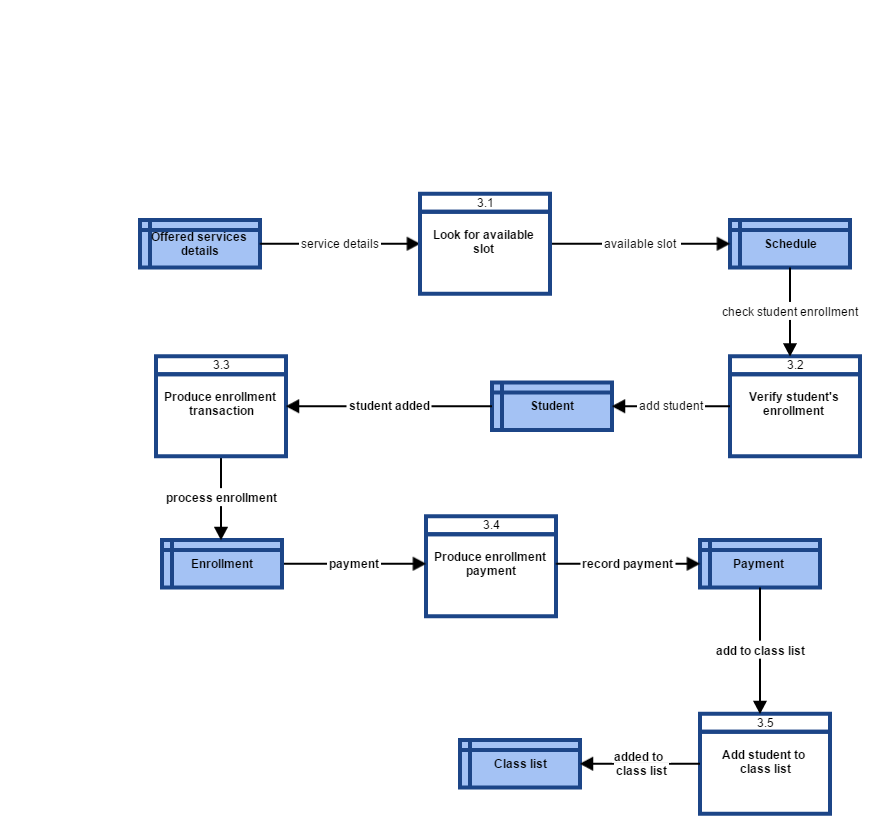 3.1
Offered services
details
service details
Look for available
slot
available slot
Schedule
check student enrollment
3.3
Produce enrollment
transaction
student added
Student
add student
3.2
Verify student's
enrollment
process enrollment
Enrollment
payment
3.4
Produce enrollment
payment
record payment
Payment
add to class list
3.5
Add student to
class list
added to
class list
Class list